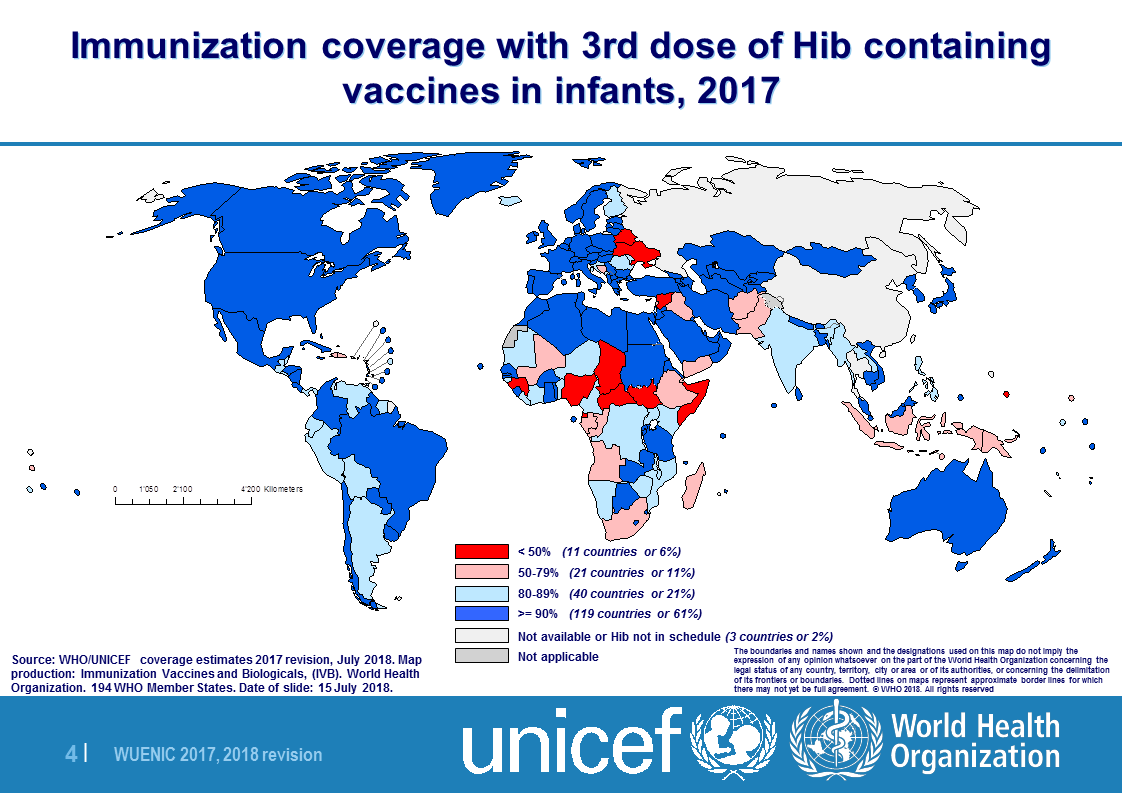 Immunization coverage with 3rd dose of Hib containing
vaccines in infants, 2017
0 1'050 2'100 4'200 Kilometers
< 50% (11 countries or 6%)
50-79% (21 countries or 11%)
80-89% (40 countries or 21%)
>= 90% (119 countries or 61%)
Not available or Hib not in schedule (3 countries or 2%)
Not applicable
Source: WHO/UNICEF coverage estimates 2017 revision, July 2018. Map
production: Immunization Vaccines and Biologicals, (IVB). World Health
Organization. 194 WHO Member States. Date of slide: 15 July 2018.
The boundaries and names shown and the designations used on this map do not imply the
expression of any opinion whatsoever on the part of the World Health Organization concerning the
legal status of any country, territory, city or area or of its authorities, or concerning the delimitation
of its frontiers or boundaries. Dotted lines on maps represent approximate border lines for which
there may not yet be full agreement. © WHO 2018. All rights reserved
4 | WUENIC 2017, 2018 revision
unicef
World Health
Organization